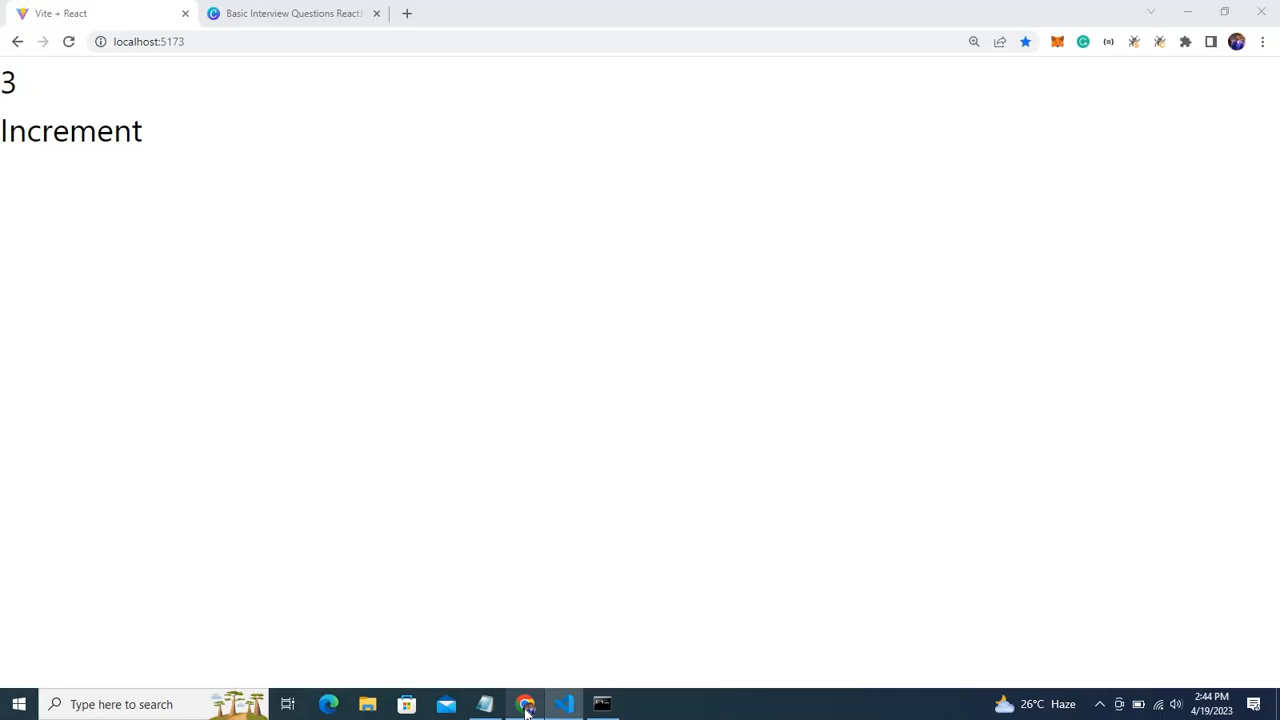 Vite + React
Basic Interview Questions React
localhost:5173
3
Increment
Type here to search
26°C Haze
2:44 PM
4/19/2023